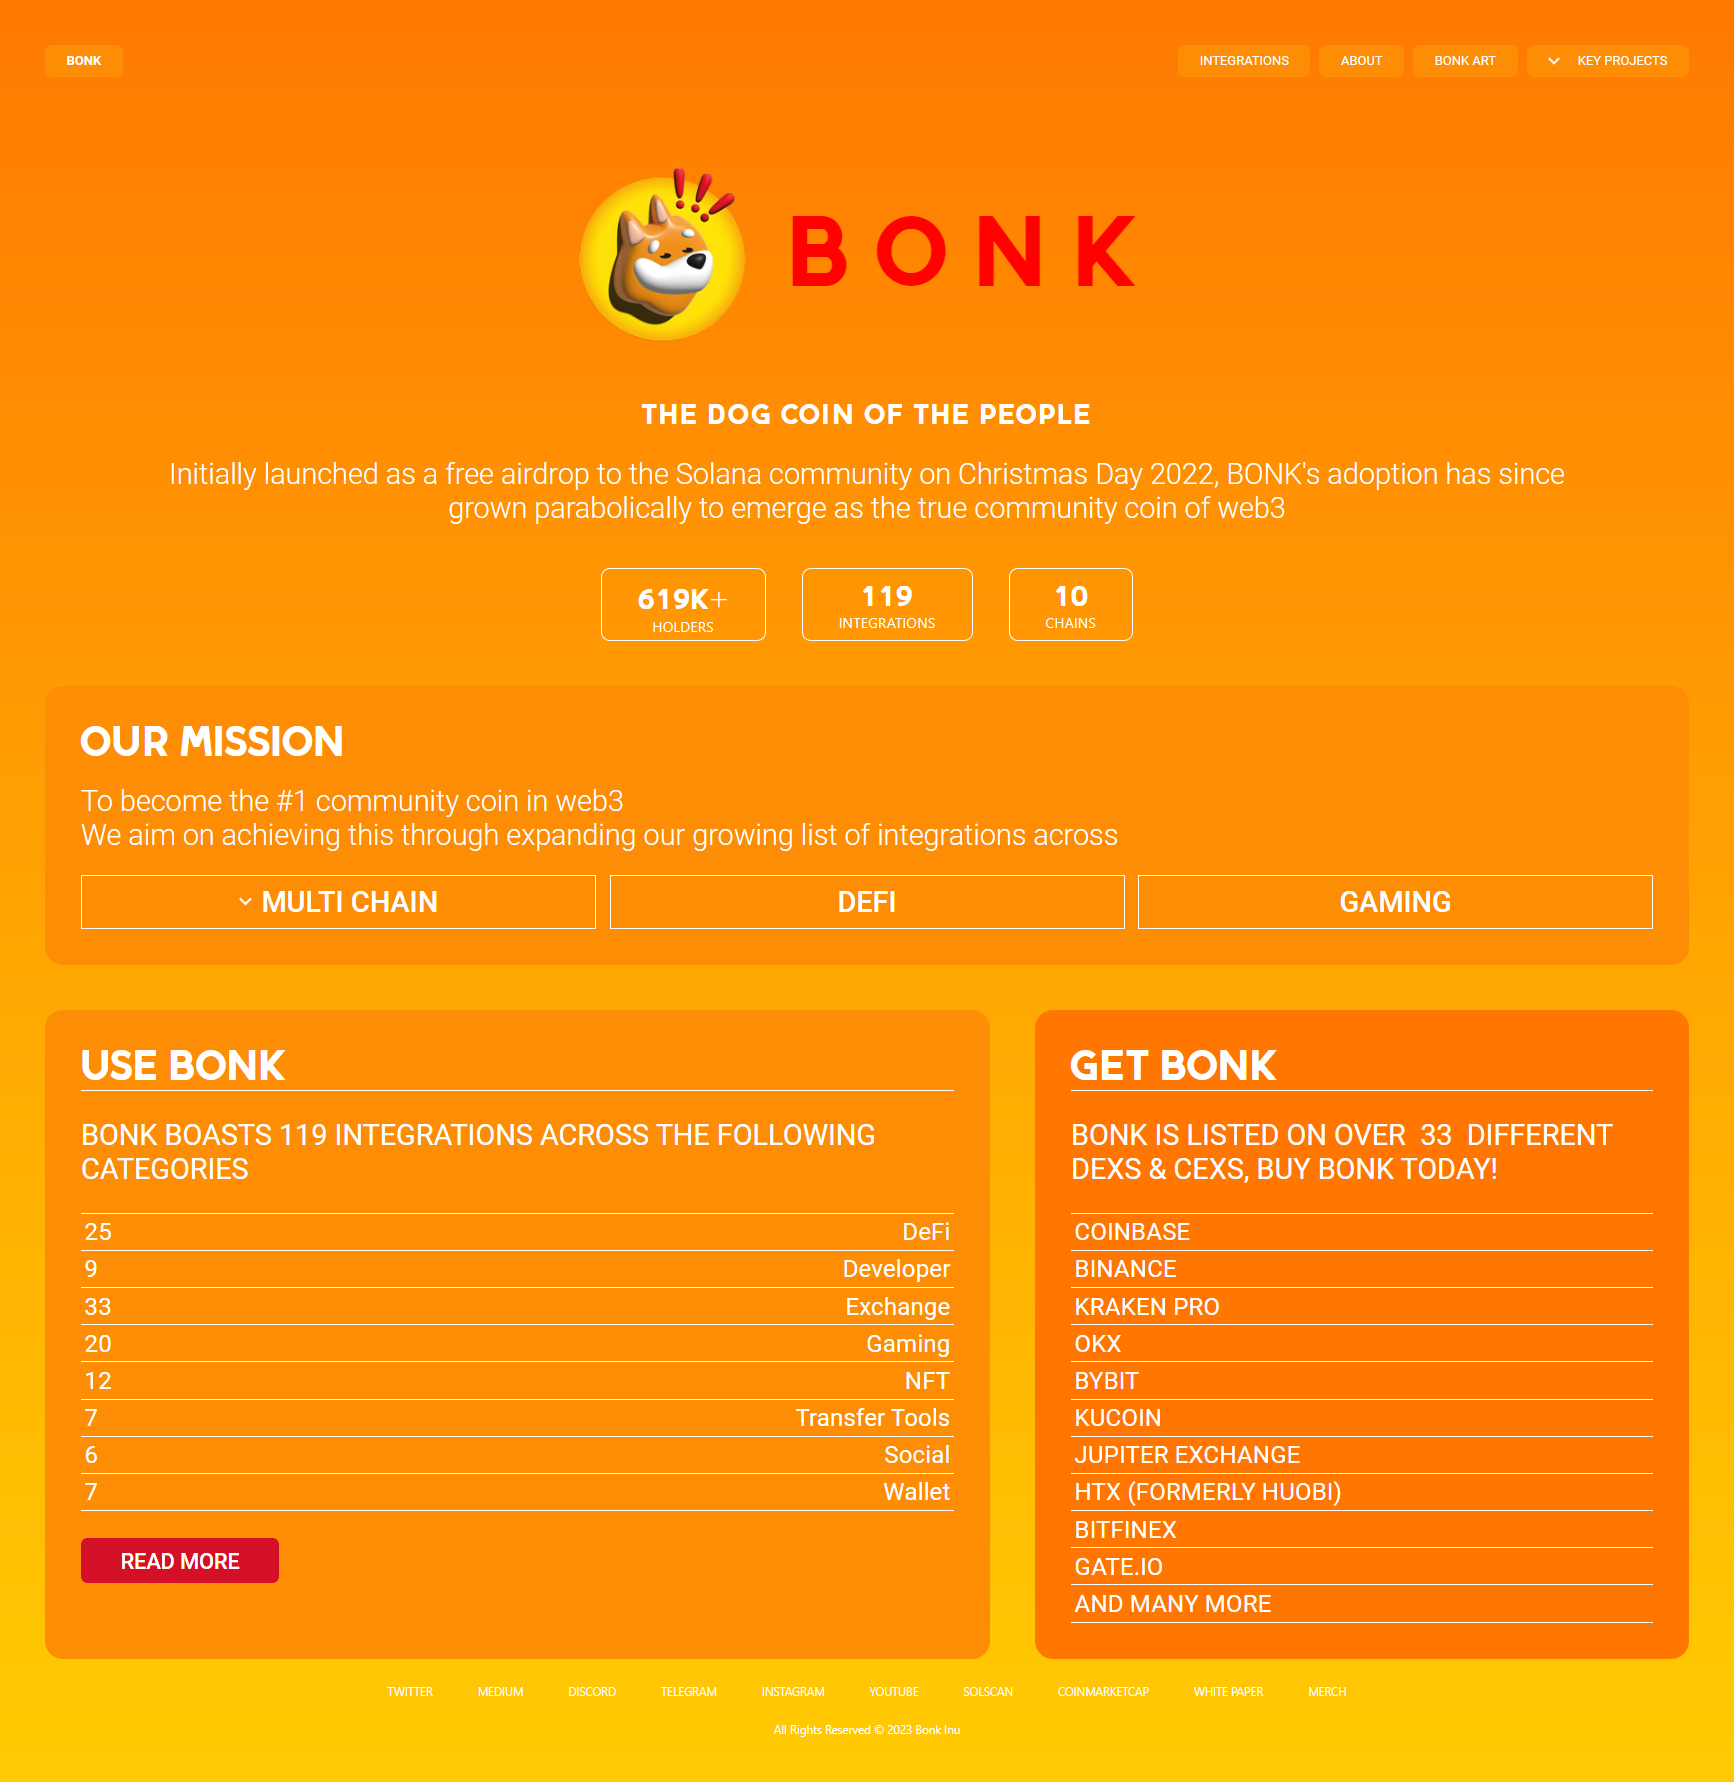 BONK
INTEGRATIONS
ABOUT
BONK ART
KEY PROJECTS
BONK
THE DOG COIN OF THE PEOPLE
Initially launched as a free airdrop to the Solana community on Christmas Day 2022, BONK's adoption has since
grown parabolically to emerge as the true community coin of web3
619K+
HOLDERS
119
INTEGRATIONS
10
CHAINS
OUR MISSION
To become the #1 community coin in web3
We aim on achieving this through expanding our growing list of integrations across
MULTI CHAIN
DEFI
GAMING
USE BONK
BONK BOASTS 119 INTEGRATIONS ACROSS THE FOLLOWING
CATEGORIES
25 DeFi
9 Developer
33 Exchange
20 Gaming
12 NFT
7 Transfer Tools
6 Social
7 Wallet
READ MORE
GET BONK
BONK IS LISTED ON OVER 33 DIFFERENT
DEXS & CEXS, BUY BONK TODAY!
COINBASE
BINANCE
KRAKEN PRO
OKX
BYBIT
KUCOIN
JUPITER EXCHANGE
HTX (FORMERLY HUOBI)
BITFINEX
GATE.IO
AND MANY MORE
TWITTER MEDIUM DISCORD TELEGRAM INSTAGRAM YOUTUBE SOLSCAN COINMARKETCAP WHITE PAPER MERCH
All Rights Reserved © 2023 Bonk Inu